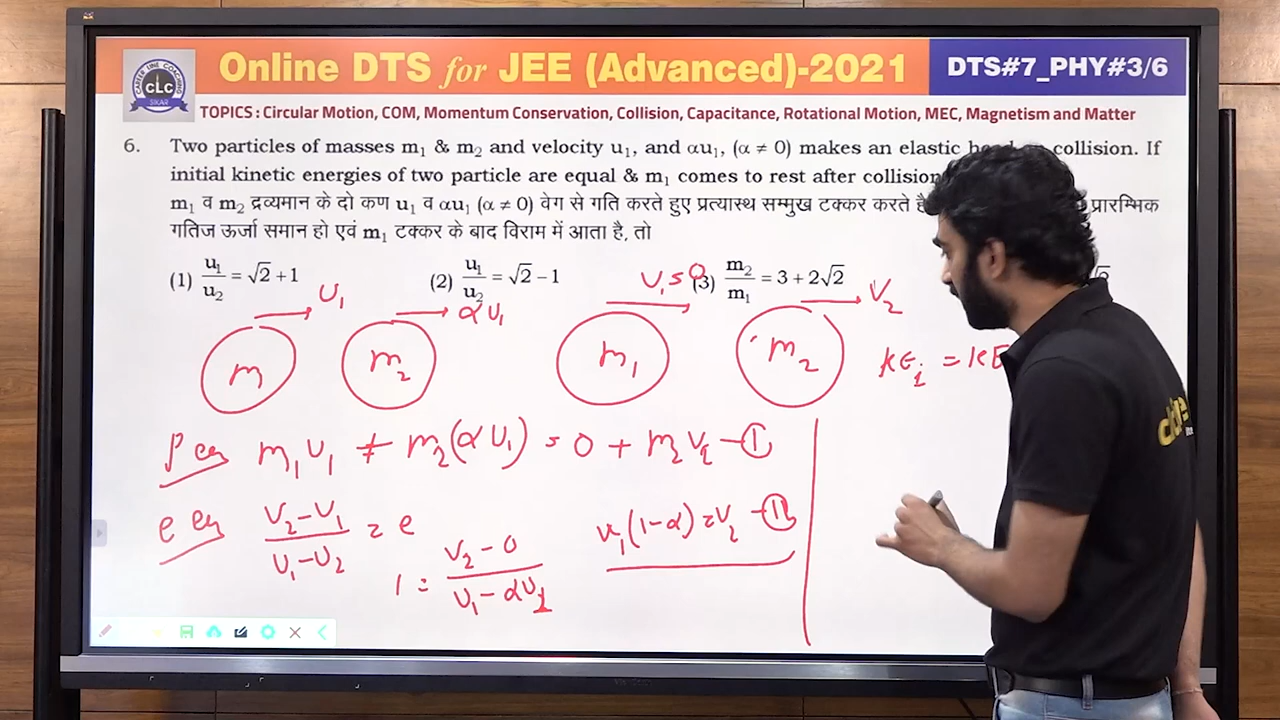 CLC
SIKAR
Online DTS for JEE (Advanced)-2021
DTS#7_PHY#3/6
TOPICS : Circular Motion, COM, Momentum Conservation, Collision, Capacitance, Rotational Motion, MEC, Magnetism and Matter
6. Two particles of masses m₁ & m₂ and velocity u₁, and αu₁, (α ≠ 0) makes an elastic collision. If
initial kinetic energies of two particle are equal & m₁ comes to rest after collision
m₁ व m₂ द्रव्यमान के दो कण u₁ व αu₁ (α ≠ 0) वेग से गति करते हुए प्रत्यास्थ सम्मुख टक्कर करते है प्रारम्भिक
गतिज ऊर्जा समान हो एवं m₁ टक्कर के बाद विराम में आता है, तो
(1) u₁/u₂ = √2 + 1 (2) u₁/u₂ = √2 − 1 (3) m₂/m₁ = 3 + 2√2
U₁ αU₁ V₁ = 0 V₂
m m₂ m₁ m₂ KEᵢ = KE
P eq m₁U₁ + m₂(αU₁) = 0 + m₂V₂ —①
e eq (V₂ − V₁)/(U₁ − U₂) = e
1 = (V₂ − 0)/(U₁ − αU₁)
u₁(1−α) = V₂ —⑪